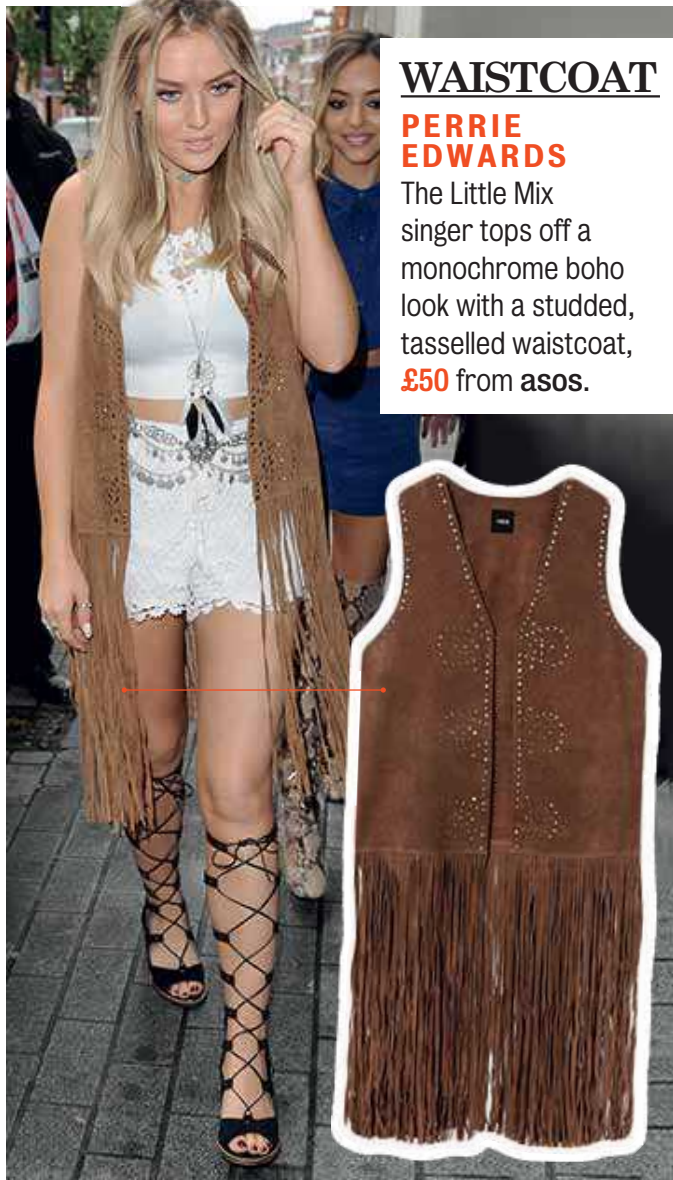 WAISTCOAT
PERRIE
EDWARDS
The Little Mix
singer tops off a
monochrome boho
look with a studded,
tasselled waistcoat,
£50 from asos.